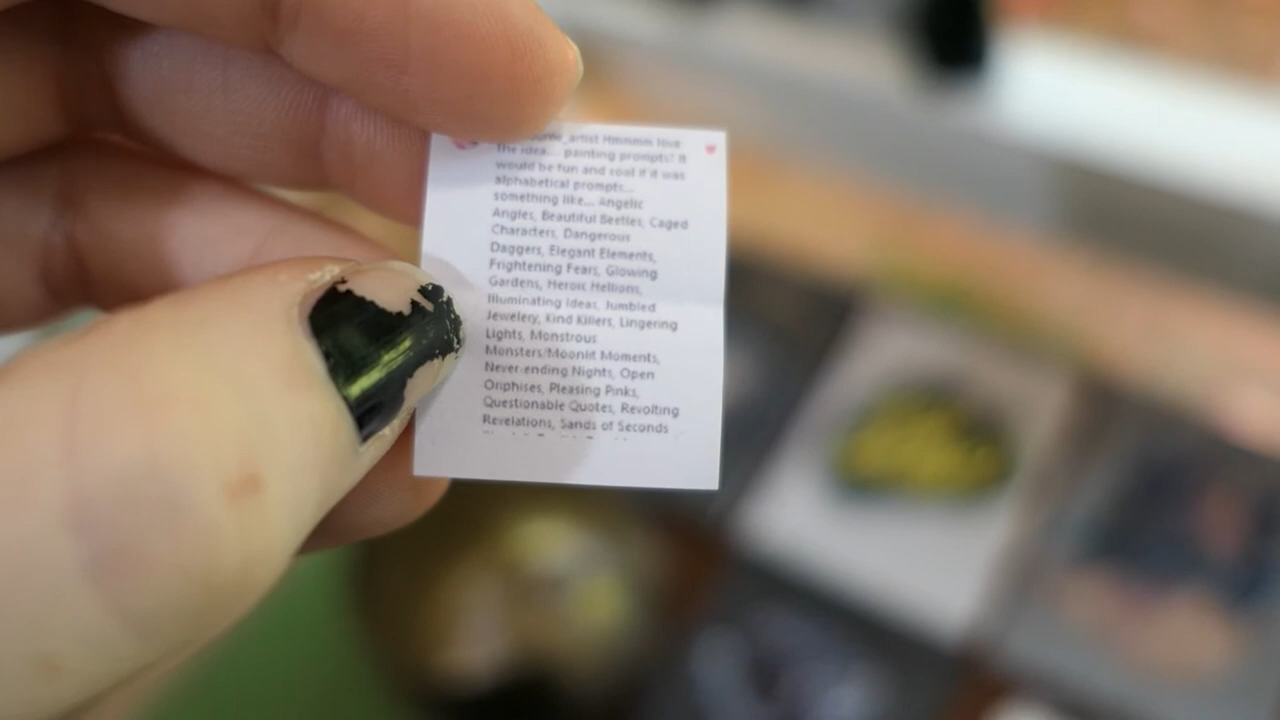 artist Hmmmm love
the idea... painting prompts! It
would be fun and cool if it was
alphabetical prompts...
something like... Angelic
Angles, Beautiful Beetles, Caged
Characters, Dangerous
Daggers, Elegant Elements,
Frightening Fears, Glowing
Gardens, Heroic Hellions,
Illuminating Ideas, Jumbled
Jewelery, Kind Killers, Lingering
Lights, Monstrous
Monsters/Moonlit Moments,
Never-ending Nights, Open
Oriphises, Pleasing Pinks,
Questionable Quotes, Revolting
Revelations, Sands of Seconds